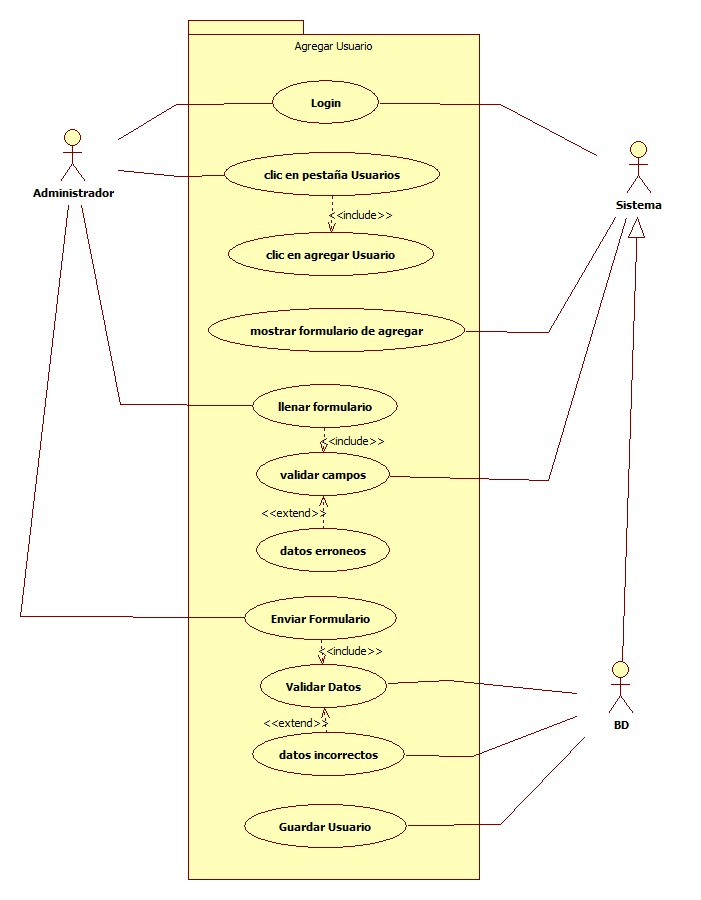 Agregar Usuario
Login
clic en pestaña Usuarios
Administrador
Sistema
<<include>>
clic en agregar Usuario
mostrar formulario de agregar
llenar formulario
<<include>>
validar campos
<<extend>>
datos erroneos
Enviar Formulario
<<include>>
Validar Datos
<<extend>>
BD
datos incorrectos
Guardar Usuario